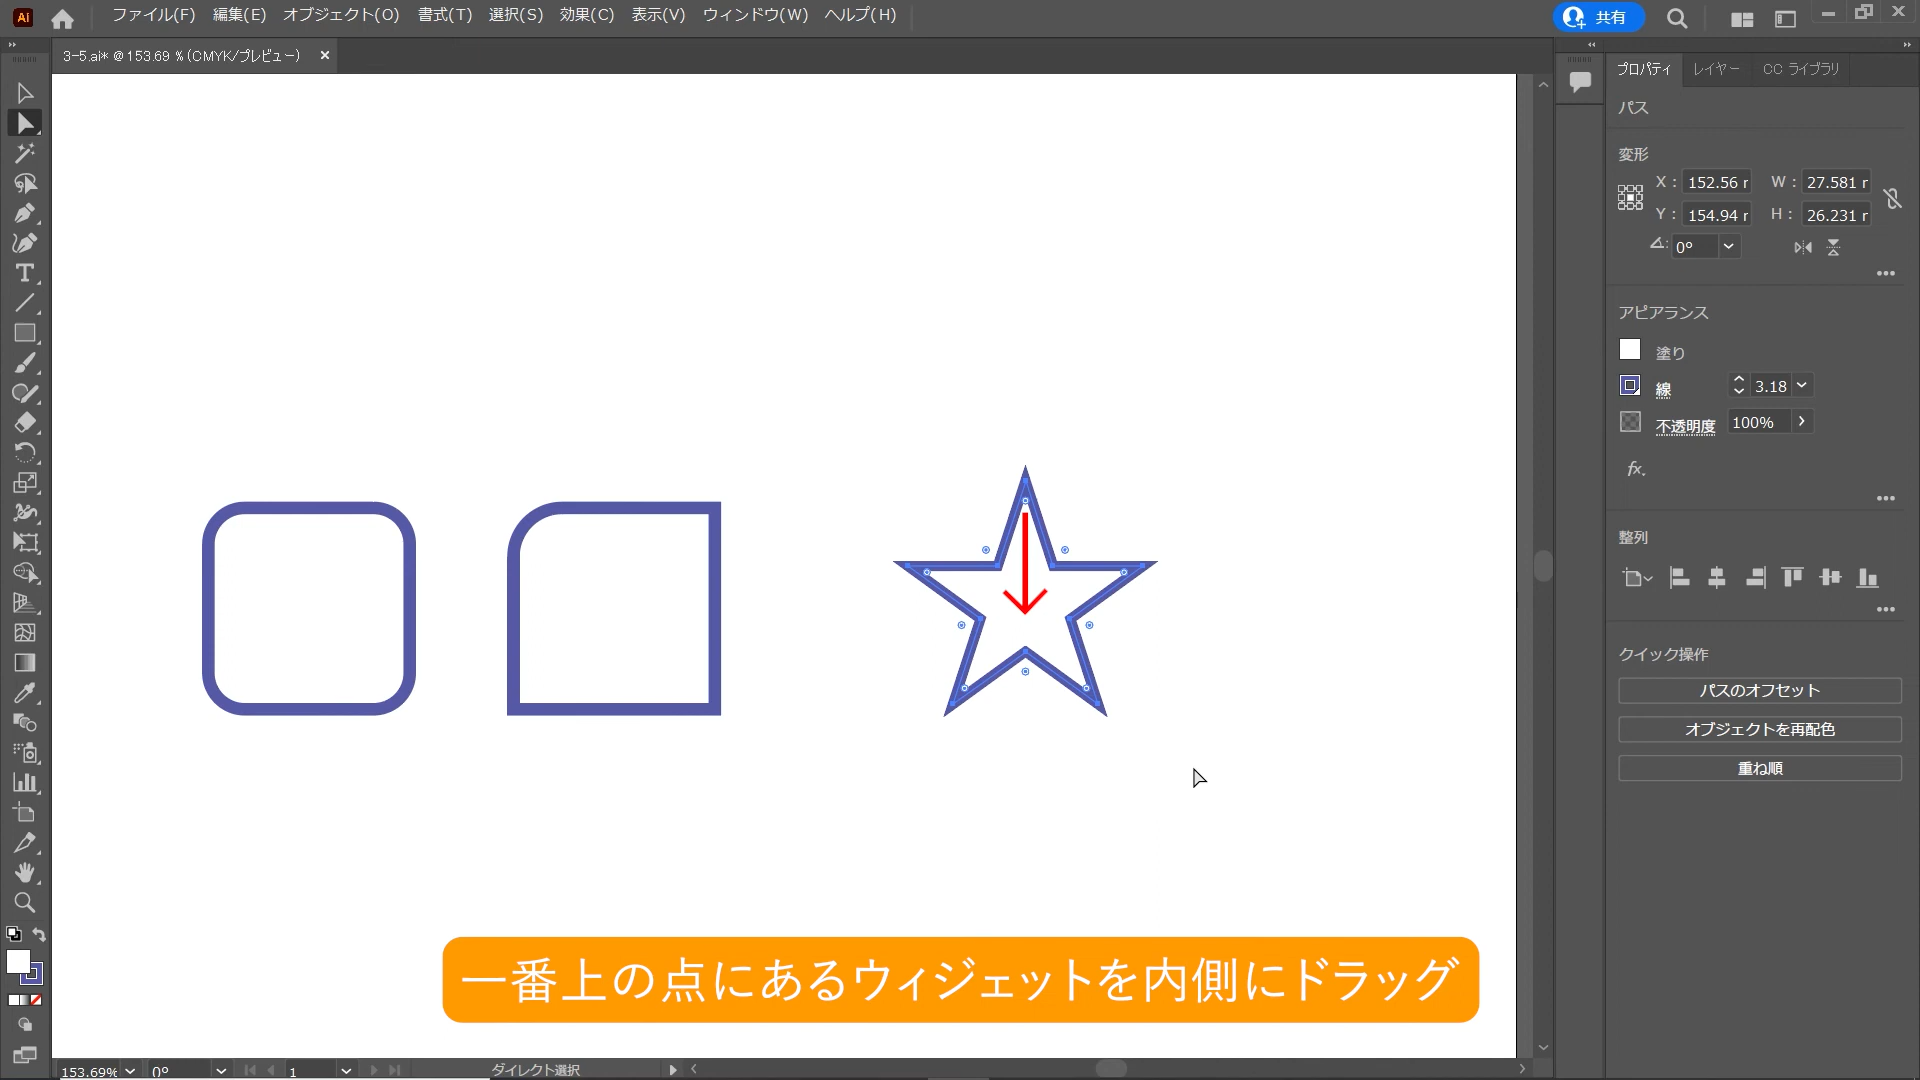 Ai
ファイル(F) 編集(E) オブジェクト(O) 書式(T) 選択(S) 効果(C) 表示(V) ウィンドウ(W) ヘルプ(H)
共有
3-5.ai* @ 153.69 % (CMYK/プレビュー)
プロパティ レイヤー CC ライブラリ
パス
変形
X : 152.56 r W : 27.581 r
Y : 154.94 r H : 26.231 r
0°
アピアランス
塗り
線 3.18
不透明度 100%
fx.
整列
クイック操作
パスのオフセット
オブジェクトを再配色
重ね順
一番上の点にあるウィジェットを内側にドラッグ
153.69% 0° 1 ダイレクト選択